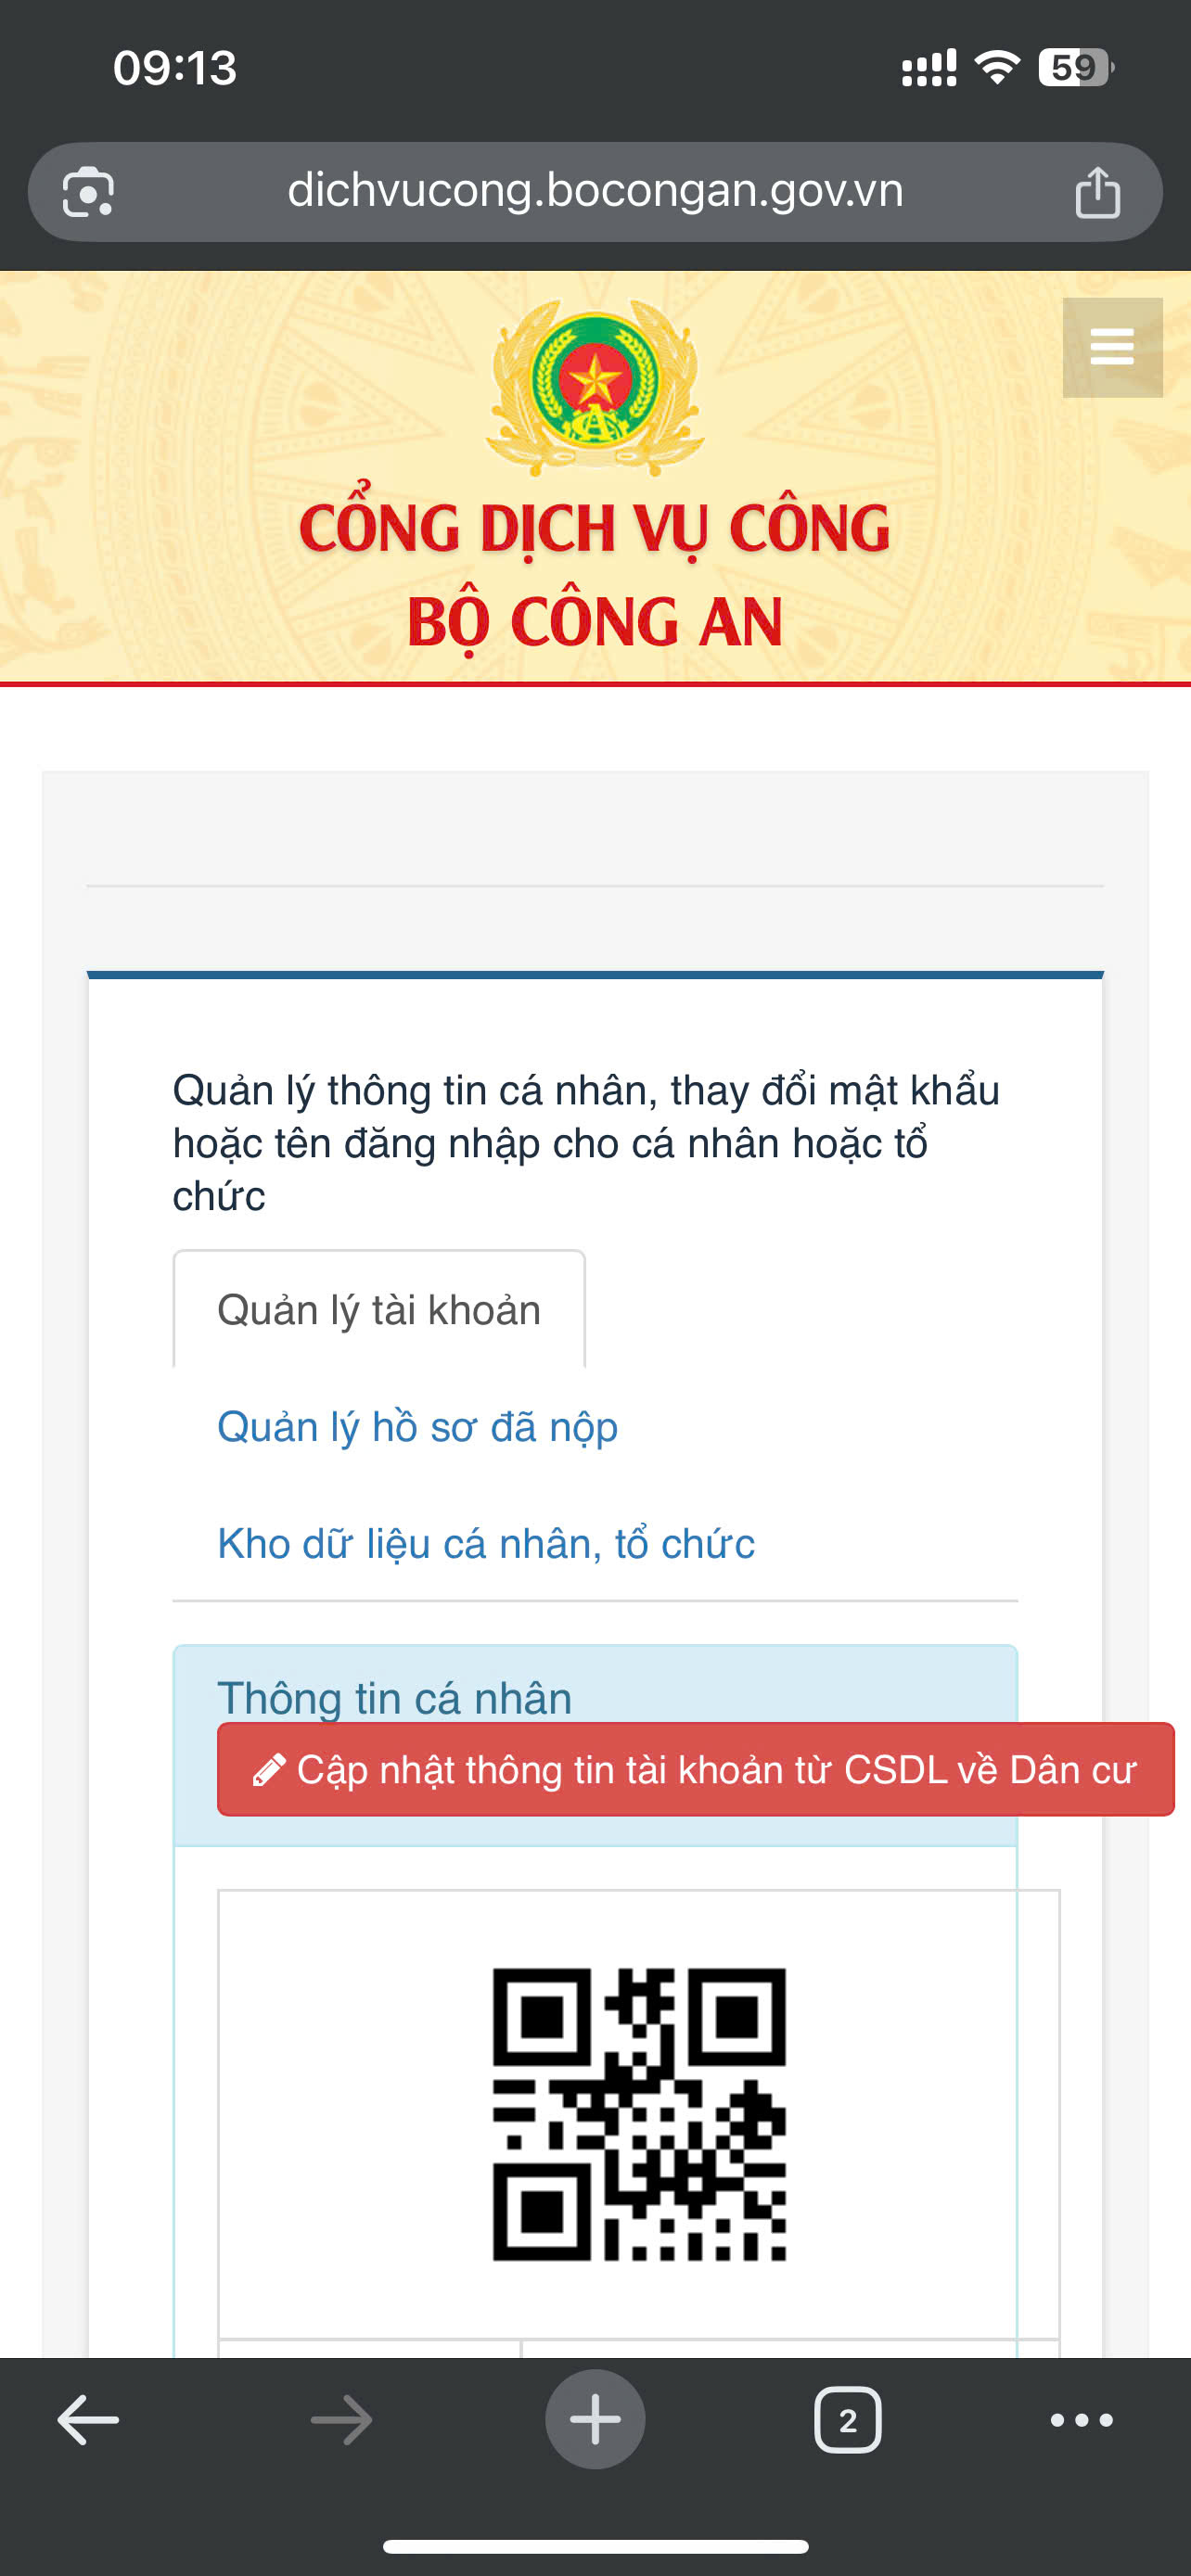 09:13
59
dichvucong.bocongan.gov.vn
CỔNG DỊCH VỤ CÔNG
BỘ CÔNG AN
Quản lý thông tin cá nhân, thay đổi mật khẩu
hoặc tên đăng nhập cho cá nhân hoặc tổ
chức
Quản lý tài khoản
Quản lý hồ sơ đã nộp
Kho dữ liệu cá nhân, tổ chức
Thông tin cá nhân
Cập nhật thông tin tài khoản từ CSDL về Dân cư
2